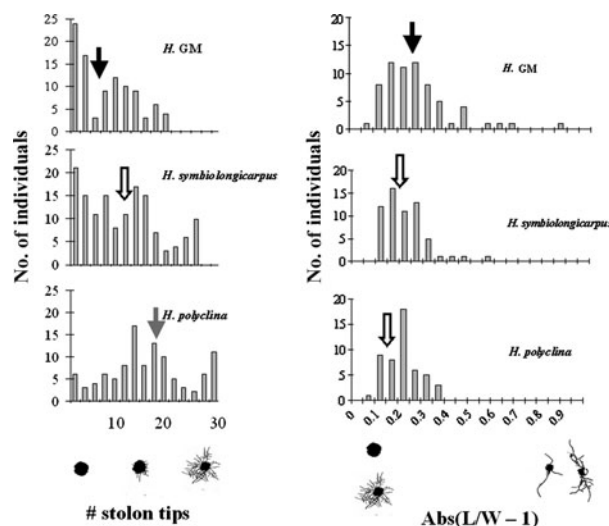 25
20
15
10
5
0
H. GM
20
15
10
5
0
H. GM
No. of individuals
25
20
15
10
5
0
H. symbiolongicarpus
No. of individuals
20
15
10
5
0
H. symbiolongicarpus
25
20
15
10
5
0
H. polyclina
10 20 30
20
15
10
5
0
H. polyclina
0 0.1 0.2 0.3 0.4 0.5 0.6 0.7 0.8 0.9
# stolon tips
Abs(L/W – 1)